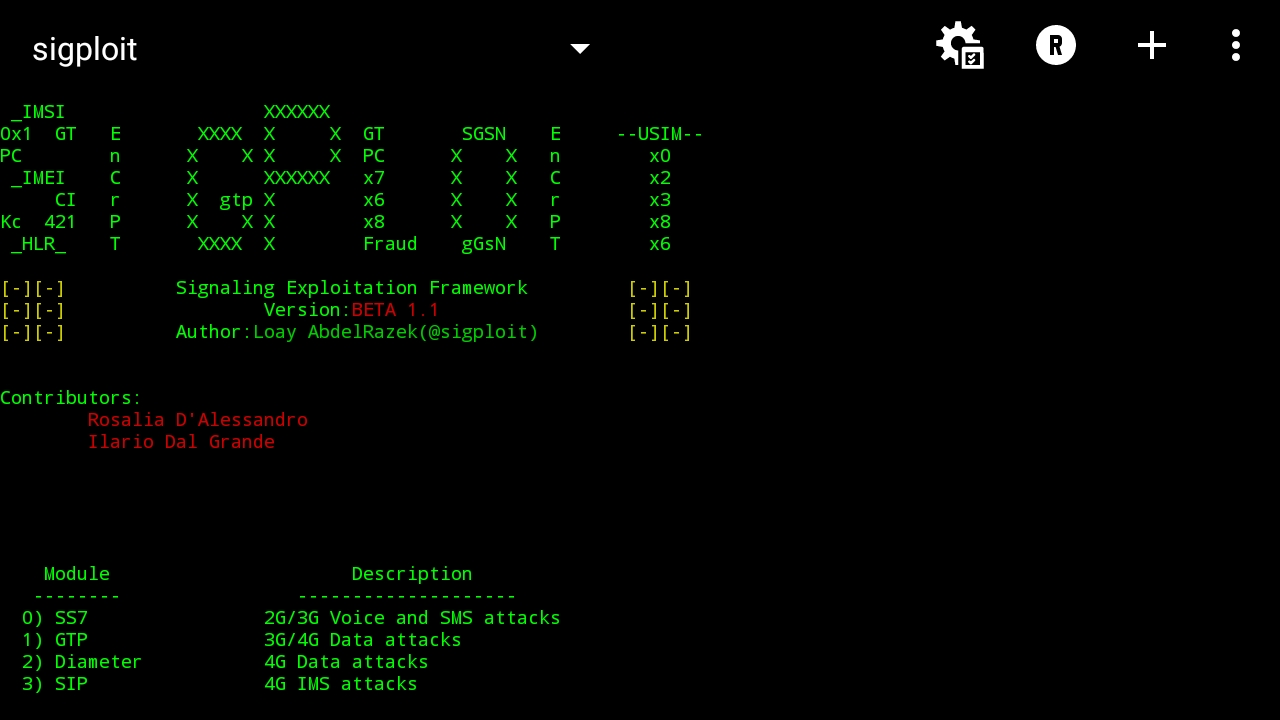 sigploit
_IMSI XXXXXX
0x1 GT E XXXX X X GT SGSN E --USIM--
PC n X X X X PC X X n x0
_IMEI C X XXXXXX x7 X X C x2
CI r X gtp X x6 X X r x3
Kc 421 P X X X x8 X X P x8
_HLR_ T XXXX X Fraud gGsN T x6
[-][-] Signaling Exploitation Framework [-][-]
[-][-] Version:BETA 1.1 [-][-]
[-][-] Author:Loay AbdelRazek(@sigploit) [-][-]
Contributors:
Rosalia D'Alessandro
Ilario Dal Grande
Module Description
-------- --------------------
0) SS7 2G/3G Voice and SMS attacks
1) GTP 3G/4G Data attacks
2) Diameter 4G Data attacks
3) SIP 4G IMS attacks